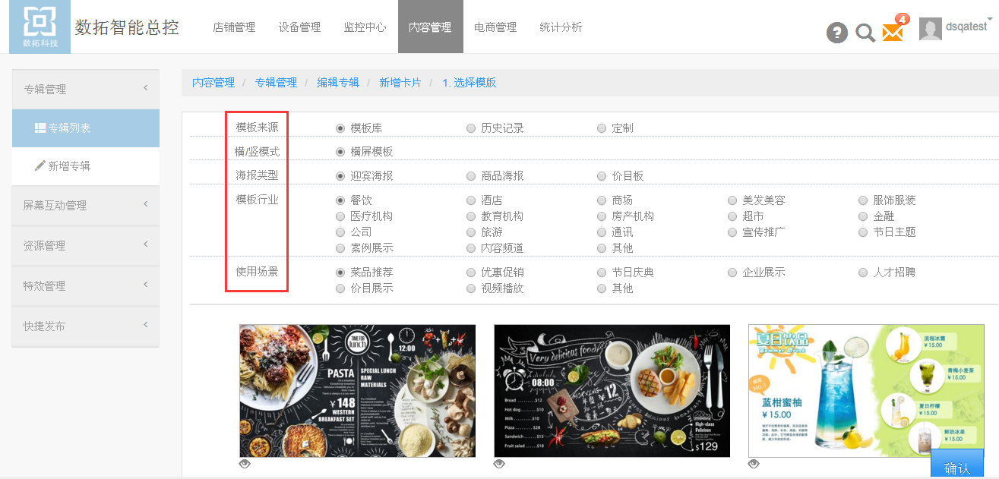 数拓科技
数拓智能总控
店铺管理 设备管理 监控中心 内容管理 电商管理 统计分析
4
dsqatest
专辑管理
专辑列表
新增专辑
屏幕互动管理
资源管理
特效管理
快捷发布
内容管理 / 专辑管理 / 编辑专辑 / 新增卡片 / 1. 选择模版
模板来源 模板库 历史记录 定制
横/竖模式 横屏模板
海报类型 迎宾海报 商品海报 价目板
模板行业 餐饮 酒店 商场 美发美容 服饰服装
医疗机构 教育机构 房产机构 超市 金融
公司 旅游 通讯 宣传推广 节日主题
案例展示 内容频道 其他
使用场景 菜品推荐 优惠促销 节日庆典 企业展示 人才招聘
价目展示 视频播放 其他
TIME FOR
lunch
12:00
PASTA
SPECIAL LUNCH
RAW
MATERIALS
¥148
WESTERN
BREAKFAST SET
Very delicious food!
08:00
MORNING
¥12
Bread ........$12
Hot dog .......$10
Milk ..........$10
Pizza ........ $28
Sandwich .....$15
Fruit salad .....$18
High-class
Delicious
$129
夏日饮品
Summer Drink
No.1
蓝柑蜜柚
¥ 15.00
流程冰霜
¥ 15.00
青梅小麦茶
¥ 15.00
夏日柠檬
¥ 15.00
鲜奶冰茶
¥ 15.00
确认